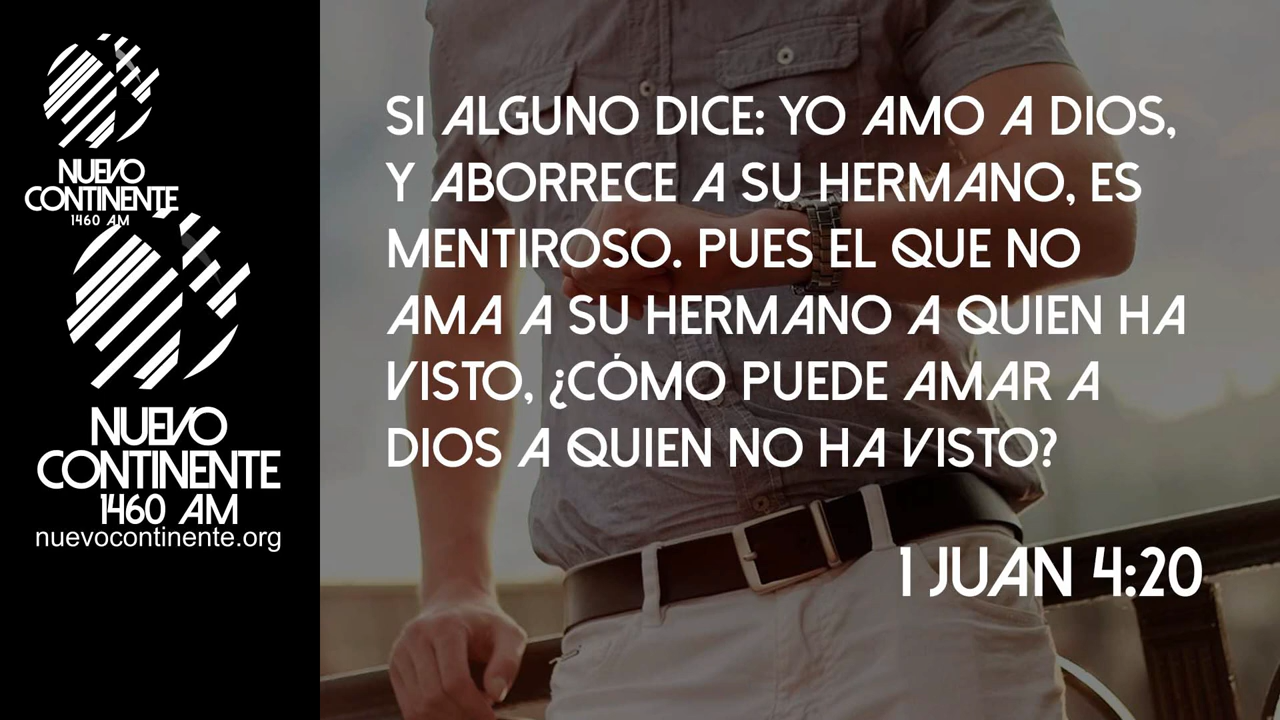 NUEVO
CONTINENTE
1460 AM
NUEVO
CONTINENTE
1460 AM
nuevocontinente.org
SI ALGUNO DICE: YO AMO A DIOS,
Y ABORRECE A SU HERMANO, ES
MENTIROSO. PUES EL QUE NO
AMA A SU HERMANO A QUIEN HA
VISTO, ¿CÓMO PUEDE AMAR A
DIOS A QUIEN NO HA VISTO?
1 JUAN 4:20